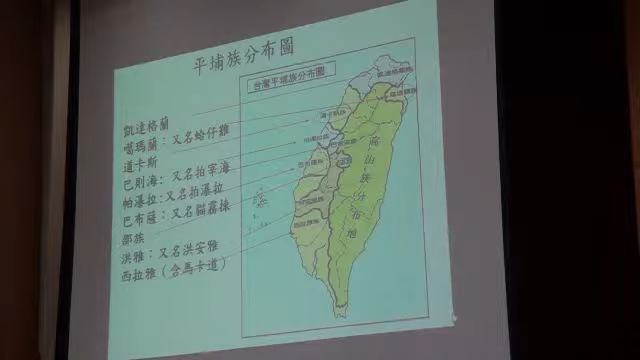 平埔族分布圖
台灣平埔族分布圖
凱達格蘭
噶瑪蘭：又名蛤仔難
道卡斯
巴則海：又名拍宰海
帕瀑拉：又名拍瀑拉
巴布薩：又名貓霧捒
邵族
洪雅：又名洪安雅
西拉雅（含馬卡道）
高山族分布地